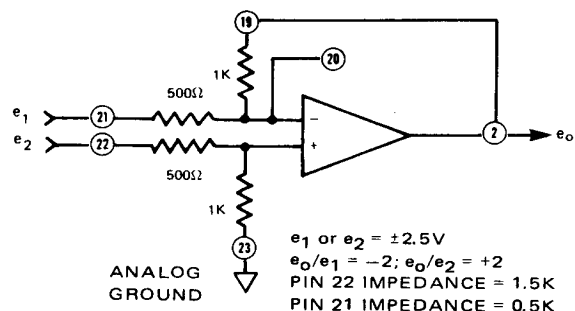 19
20
1K
500Ω
e1
21
−
2
eo
e2
22
+
500Ω
1K
23
ANALOG
GROUND
e1 or e2 = ±2.5V
eo/e1 = −2; eo/e2 = +2
PIN 22 IMPEDANCE = 1.5K
PIN 21 IMPEDANCE = 0.5K